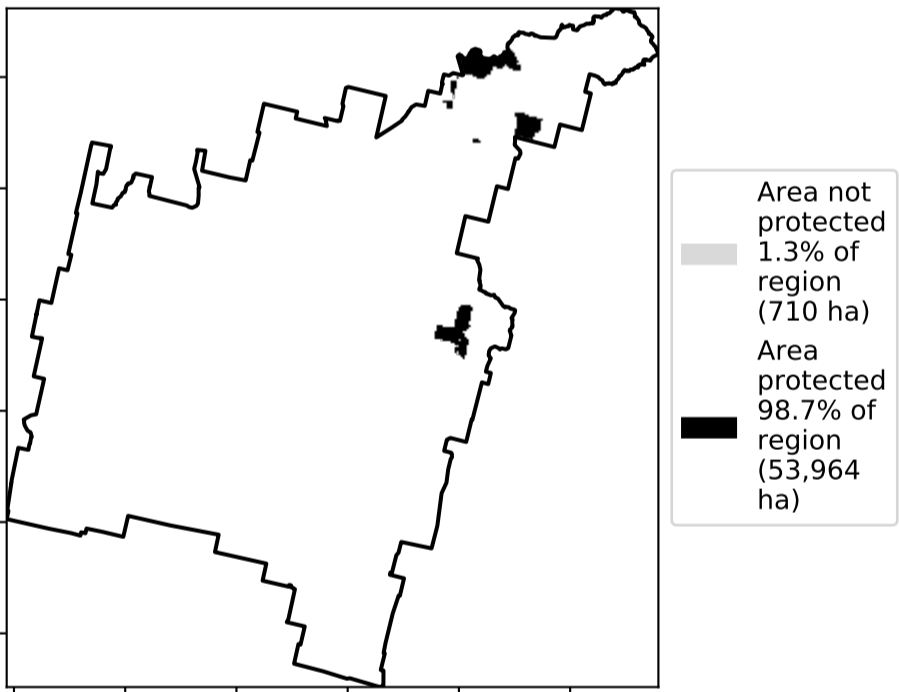 Area not
protected
1.3% of
region
(710 ha)
Area
protected
98.7% of
region
(53,964
ha)